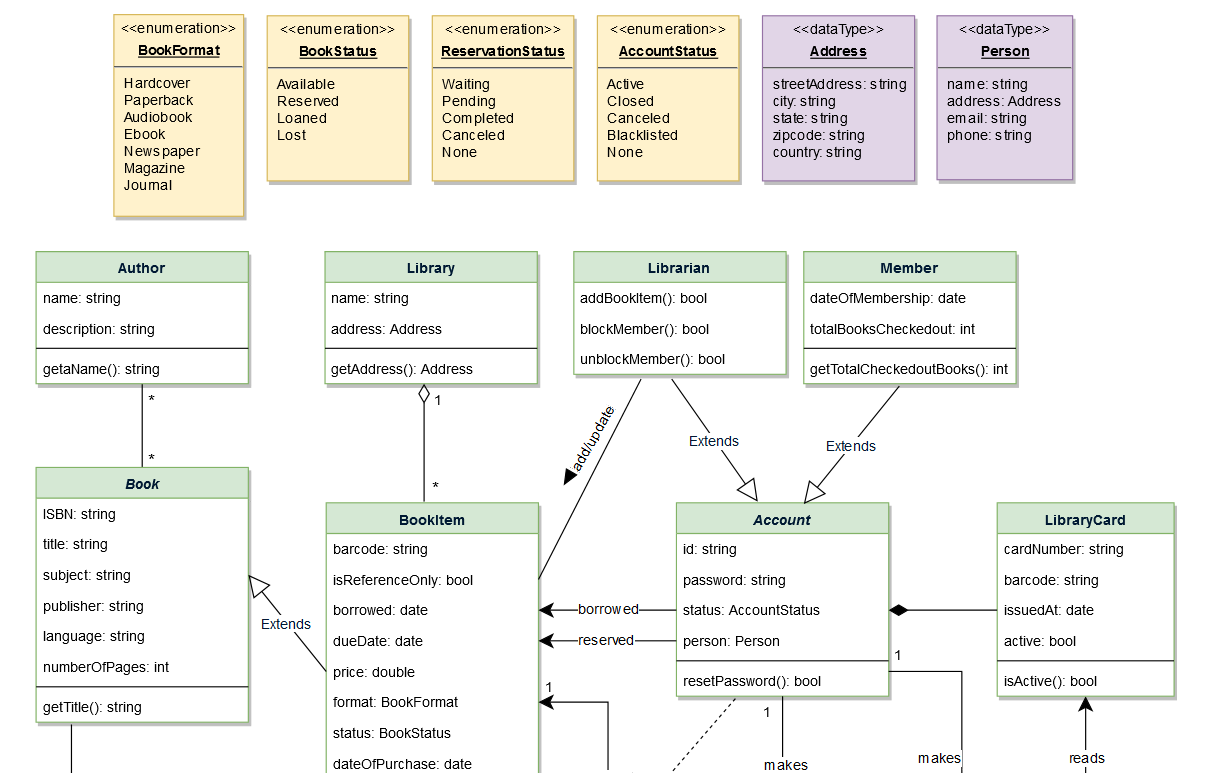 <<enumeration>>
BookFormat
Hardcover
Paperback
Audiobook
Ebook
Newspaper
Magazine
Journal
<<enumeration>>
BookStatus
Available
Reserved
Loaned
Lost
<<enumeration>>
ReservationStatus
Waiting
Pending
Completed
Canceled
None
<<enumeration>>
AccountStatus
Active
Closed
Canceled
Blacklisted
None
<<dataType>>
Address
streetAddress: string
city: string
state: string
zipcode: string
country: string
<<dataType>>
Person
name: string
address: Address
email: string
phone: string
Author
name: string
description: string
getaName(): string
Library
name: string
address: Address
getAddress(): Address
Librarian
addBookItem(): bool
blockMember(): bool
unblockMember(): bool
Member
dateOfMembership: date
totalBooksCheckedout: int
getTotalCheckedoutBooks(): int
*
*
1
*
add/update
Extends
Extends
Book
ISBN: string
title: string
subject: string
publisher: string
language: string
numberOfPages: int
getTitle(): string
Extends
BookItem
barcode: string
isReferenceOnly: bool
borrowed: date
dueDate: date
price: double
format: BookFormat
status: BookStatus
dateOfPurchase: date
borrowed
reserved
1
Account
id: string
password: string
status: AccountStatus
person: Person
resetPassword(): bool
1
1
makes
makes
LibraryCard
cardNumber: string
barcode: string
issuedAt: date
active: bool
isActive(): bool
reads